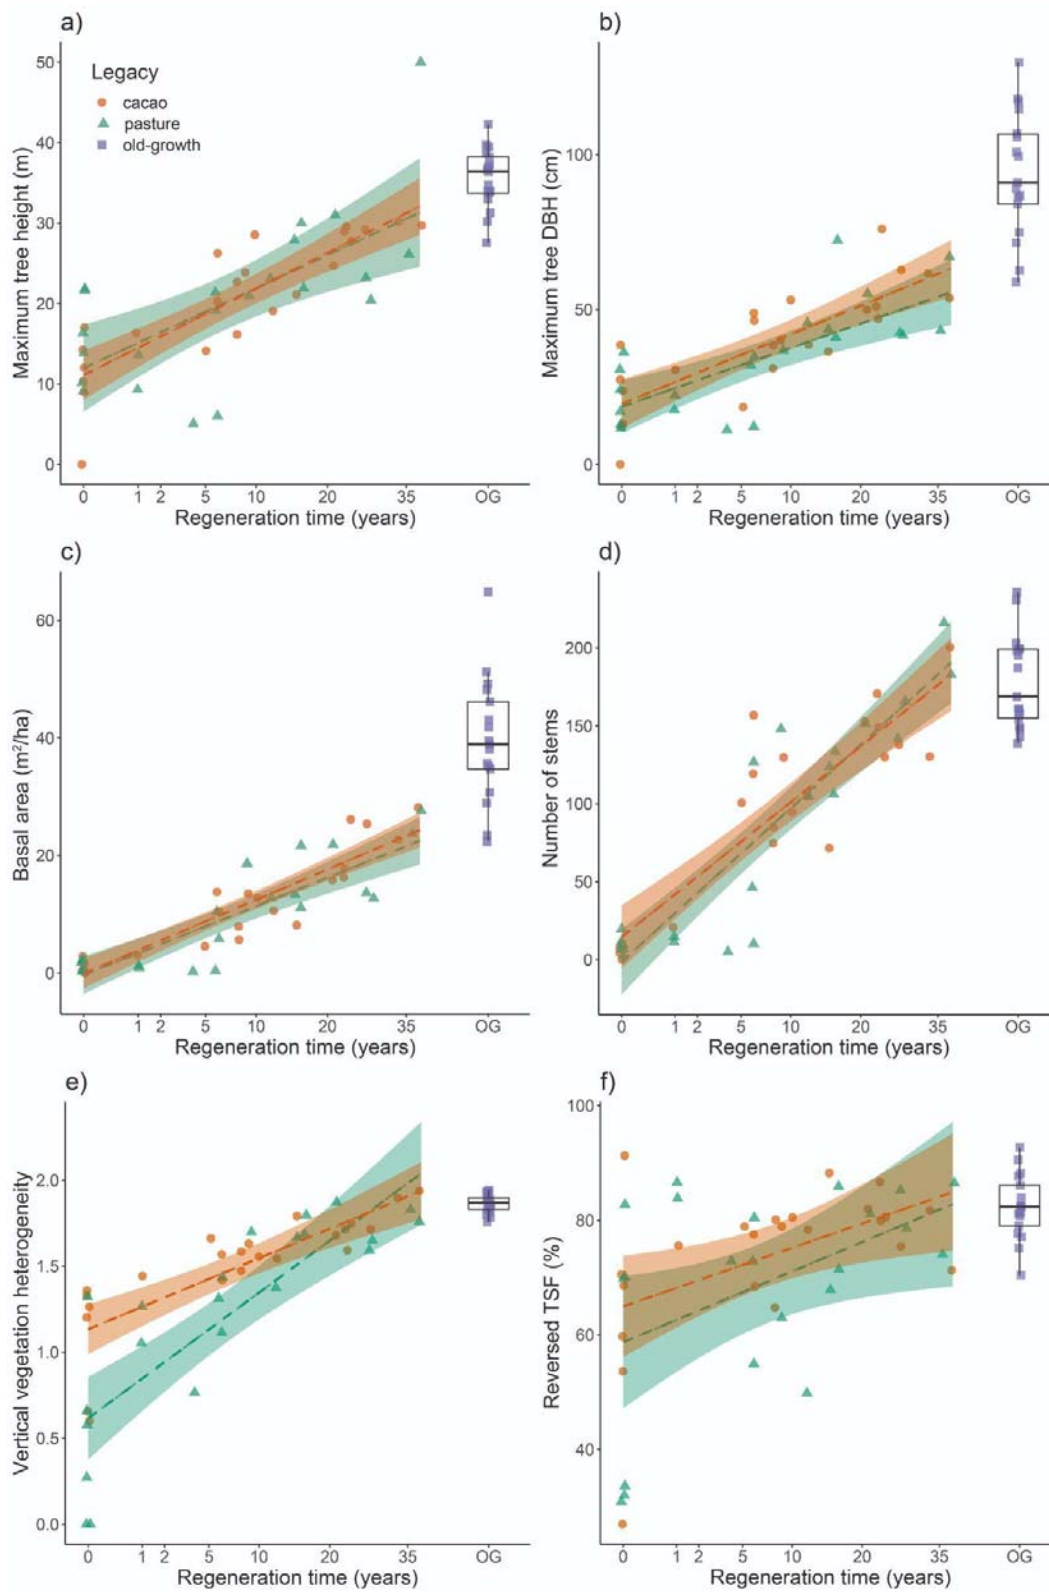 a)
Legacy
cacao
pasture
old-growth
Maximum tree height (m)
50
40
30
20
10
0
0 1 2 5 10 20 35 OG
Regeneration time (years)
b)
Maximum tree DBH (cm)
100
50
0
0 1 2 5 10 20 35 OG
Regeneration time (years)
c)
Basal area (m²/ha)
60
40
20
0
0 1 2 5 10 20 35 OG
Regeneration time (years)
d)
Number of stems
200
150
100
50
0
0 1 2 5 10 20 35 OG
Regeneration time (years)
e)
Vertical vegetation heterogeneity
2.0
1.5
1.0
0.5
0.0
0 1 2 5 10 20 35 OG
Regeneration time (years)
f)
Reversed TSF (%)
100
80
60
40
0 1 2 5 10 20 35 OG
Regeneration time (years)